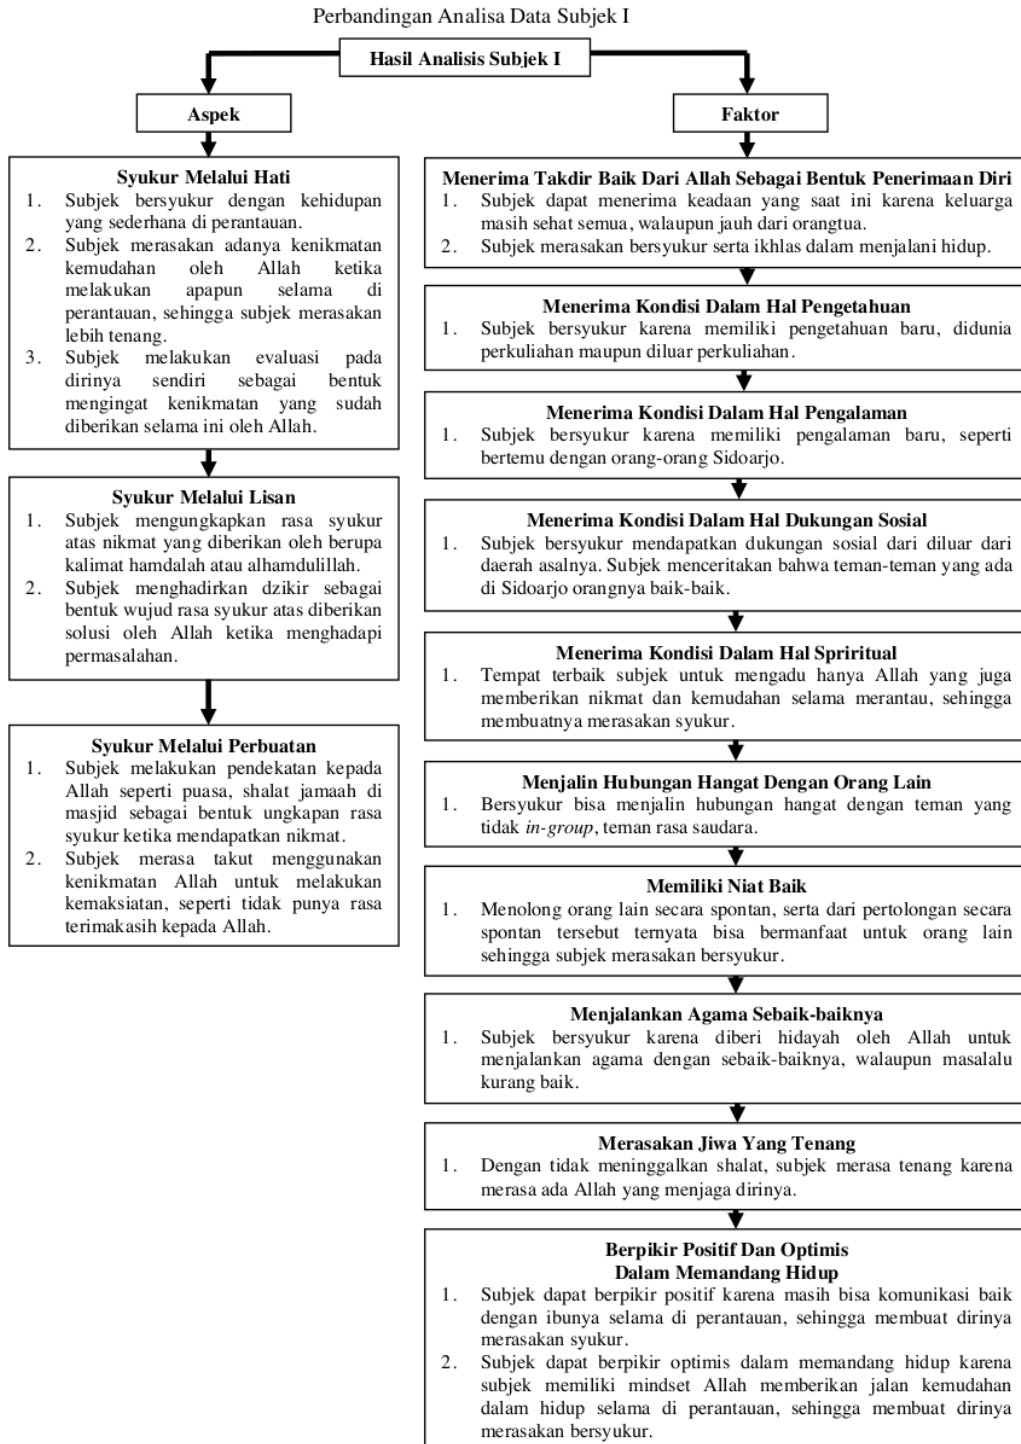 Perbandingan Analisa Data Subjek I
Hasil Analisis Subjek I
Aspek
Syukur Melalui Hati
1. Subjek bersyukur dengan kehidupan
yang sederhana di perantauan.
2. Subjek merasakan adanya kenikmatan
kemudahan oleh Allah ketika
melakukan apapun selama di
perantauan, sehingga subjek merasakan
lebih tenang.
3. Subjek melakukan evaluasi pada
dirinya sendiri sebagai bentuk
mengingat kenikmatan yang sudah
diberikan selama ini oleh Allah.
Syukur Melalui Lisan
1. Subjek mengungkapkan rasa syukur
atas nikmat yang diberikan oleh berupa
kalimat hamdalah atau alhamdulillah.
2. Subjek menghadirkan dzikir sebagai
bentuk wujud rasa syukur atas diberikan
solusi oleh Allah ketika menghadapi
permasalahan.
Syukur Melalui Perbuatan
1. Subjek melakukan pendekatan kepada
Allah seperti puasa, shalat jamaah di
masjid sebagai bentuk ungkapan rasa
syukur ketika mendapatkan nikmat.
2. Subjek merasa takut menggunakan
kenikmatan Allah untuk melakukan
kemaksiatan, seperti tidak punya rasa
terimakasih kepada Allah.
Faktor
Menerima Takdir Baik Dari Allah Sebagai Bentuk Penerimaan Diri
1. Subjek dapat menerima keadaan yang saat ini karena keluarga
masih sehat semua, walaupun jauh dari orangtua.
2. Subjek merasakan bersyukur serta ikhlas dalam menjalani hidup.
Menerima Kondisi Dalam Hal Pengetahuan
1. Subjek bersyukur karena memiliki pengetahuan baru, didunia
perkuliahan maupun diluar perkuliahan.
Menerima Kondisi Dalam Hal Pengalaman
1. Subjek bersyukur karena memiliki pengalaman baru, seperti
bertemu dengan orang-orang Sidoarjo.
Menerima Kondisi Dalam Hal Dukungan Sosial
1. Subjek bersyukur mendapatkan dukungan sosial dari diluar dari
daerah asalnya. Subjek menceritakan bahwa teman-teman yang ada
di Sidoarjo orangnya baik-baik.
Menerima Kondisi Dalam Hal Spriritual
1. Tempat terbaik subjek untuk mengadu hanya Allah yang juga
memberikan nikmat dan kemudahan selama merantau, sehingga
membuatnya merasakan syukur.
Menjalin Hubungan Hangat Dengan Orang Lain
1. Bersyukur bisa menjalin hubungan hangat dengan teman yang
tidak in-group, teman rasa saudara.
Memiliki Niat Baik
1. Menolong orang lain secara spontan, serta dari pertolongan secara
spontan tersebut ternyata bisa bermanfaat untuk orang lain
sehingga subjek merasakan bersyukur.
Menjalankan Agama Sebaik-baiknya
1. Subjek bersyukur karena diberi hidayah oleh Allah untuk
menjalankan agama dengan sebaik-baiknya, walaupun masalalu
kurang baik.
Merasakan Jiwa Yang Tenang
1. Dengan tidak meninggalkan shalat, subjek merasa tenang karena
merasa ada Allah yang menjaga dirinya.
Berpikir Positif Dan Optimis
Dalam Memandang Hidup
1. Subjek dapat berpikir positif karena masih bisa komunikasi baik
dengan ibunya selama di perantauan, sehingga membuat dirinya
merasakan syukur.
2. Subjek dapat berpikir optimis dalam memandang hidup karena
subjek memiliki mindset Allah memberikan jalan kemudahan
dalam hidup selama di perantauan, sehingga membuat dirinya
merasakan bersyukur.